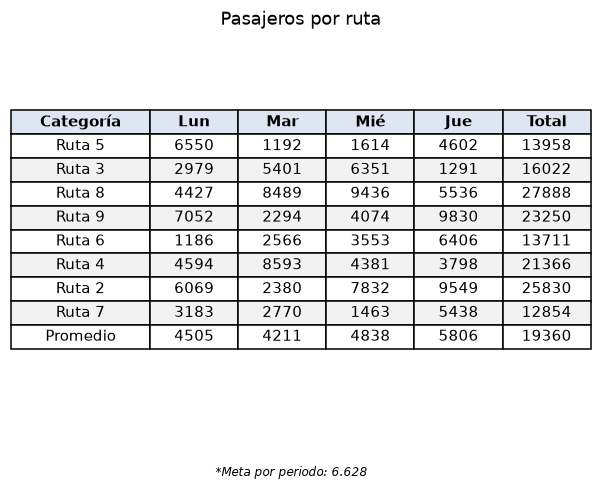 Pasajeros por ruta
Categoría Lun Mar Mié Jue Total
Ruta 5 6550 1192 1614 4602 13958
Ruta 3 2979 5401 6351 1291 16022
Ruta 8 4427 8489 9436 5536 27888
Ruta 9 7052 2294 4074 9830 23250
Ruta 6 1186 2566 3553 6406 13711
Ruta 4 4594 8593 4381 3798 21366
Ruta 2 6069 2380 7832 9549 25830
Ruta 7 3183 2770 1463 5438 12854
Promedio 4505 4211 4838 5806 19360
*Meta por periodo: 6.628